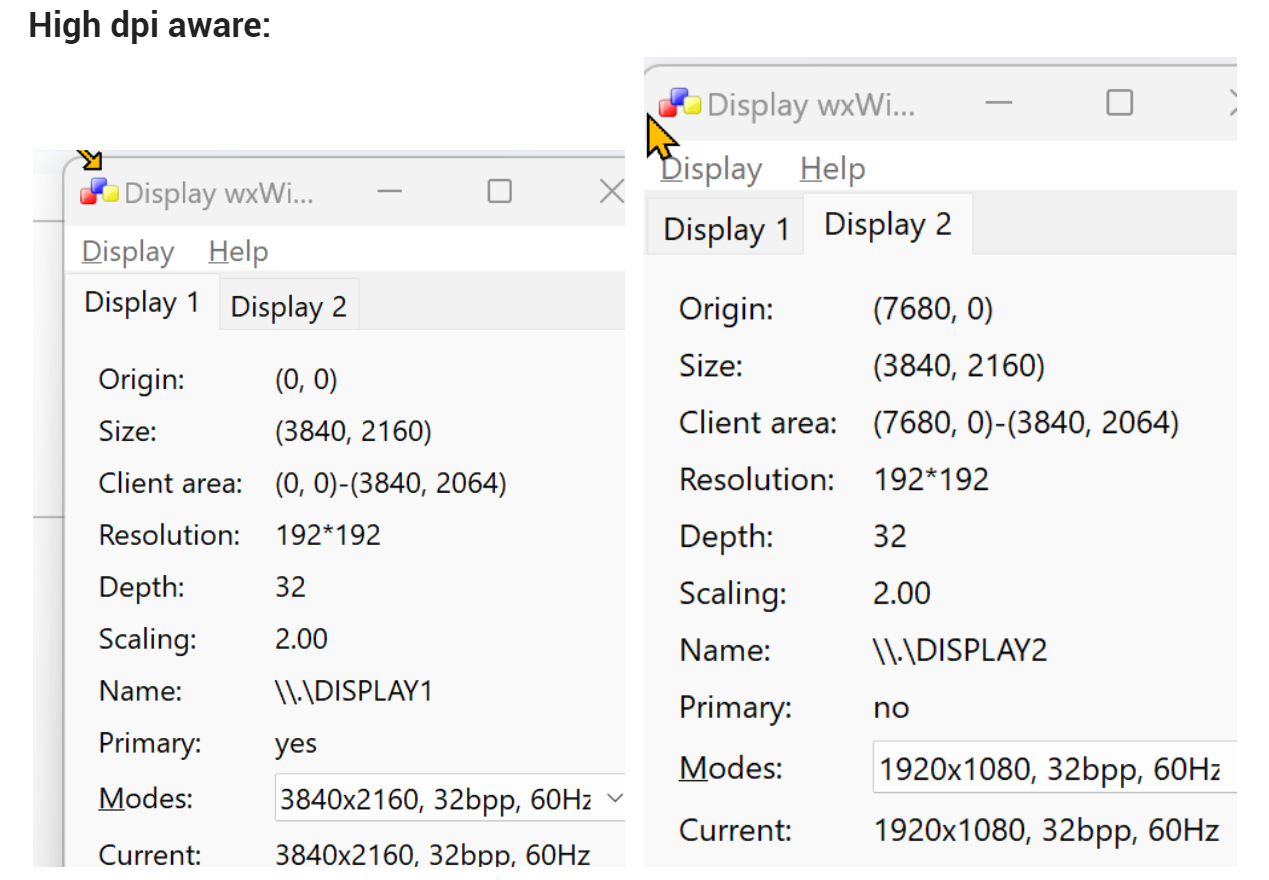 High dpi aware:
Display wxWi...
Display Help
Display 1 Display 2
Origin: (0, 0)
Size: (3840, 2160)
Client area: (0, 0)-(3840, 2064)
Resolution: 192*192
Depth: 32
Scaling: 2.00
Name: \\.\DISPLAY1
Primary: yes
Modes: 3840x2160, 32bpp, 60Hz
Current: 3840x2160, 32bpp, 60Hz
Display wxWi...
Display Help
Display 1 Display 2
Origin: (7680, 0)
Size: (3840, 2160)
Client area: (7680, 0)-(3840, 2064)
Resolution: 192*192
Depth: 32
Scaling: 2.00
Name: \\.\DISPLAY2
Primary: no
Modes: 1920x1080, 32bpp, 60Hz
Current: 1920x1080, 32bpp, 60Hz